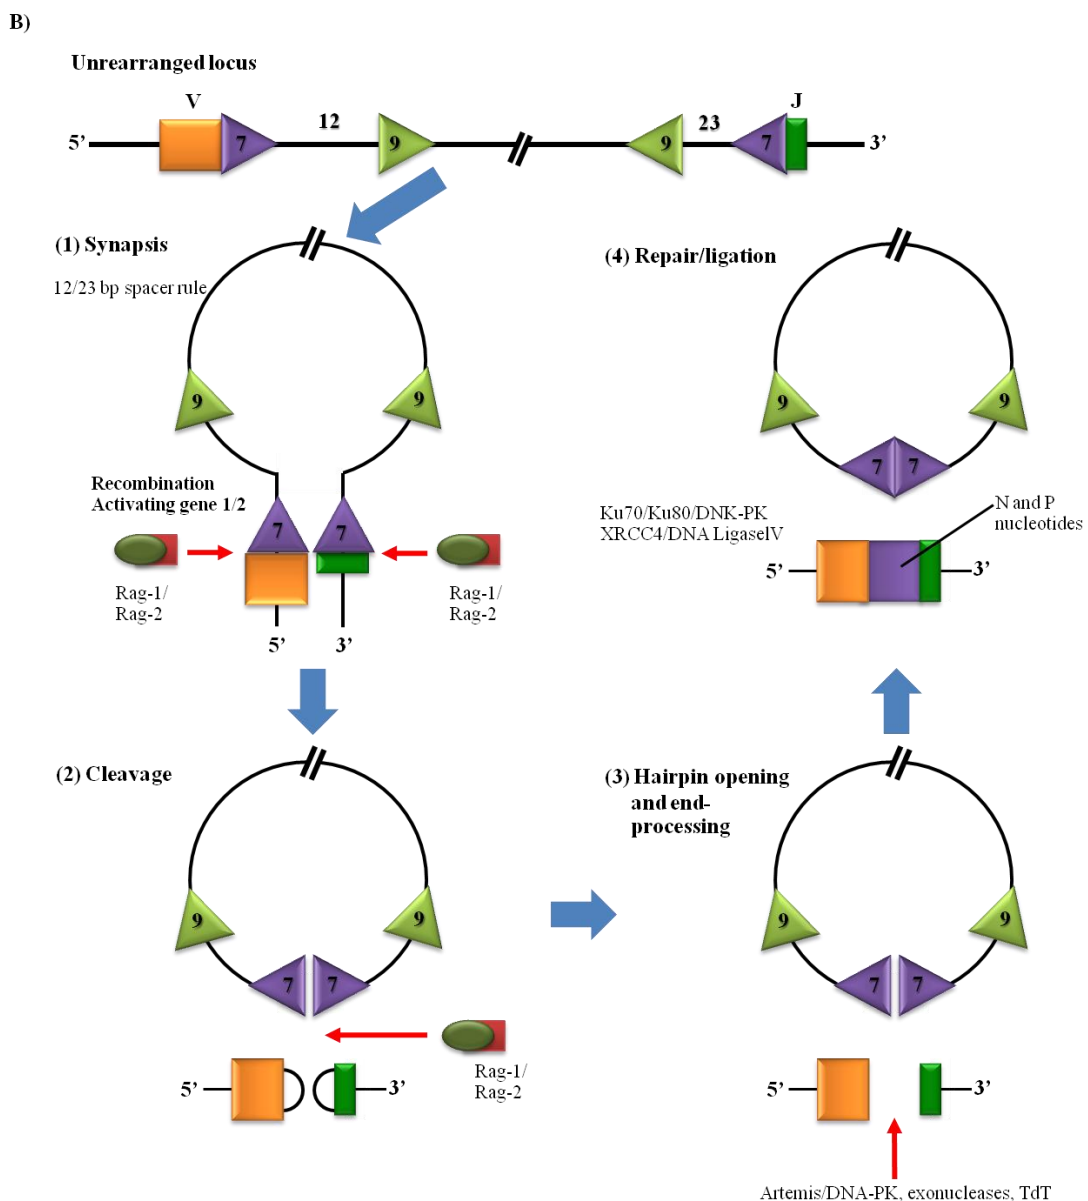 B)
Unrearranged locus
V
J
5’
7
12
9
9
23
7
3’
(1) Synapsis
12/23 bp spacer rule
9
9
Recombination
Activating gene 1/2
7
7
Rag-1/
Rag-2
Rag-1/
Rag-2
5’
3’
(2) Cleavage
9
9
7
7
Rag-1/
Rag-2
5’
3’
(3) Hairpin opening
and end-
processing
9
9
7
7
5’
3’
Artemis/DNA-PK, exonucleases, TdT
(4) Repair/ligation
9
9
7
7
Ku70/Ku80/DNK-PK
XRCC4/DNA LigaseIV
N and P
nucleotides
5’
3’